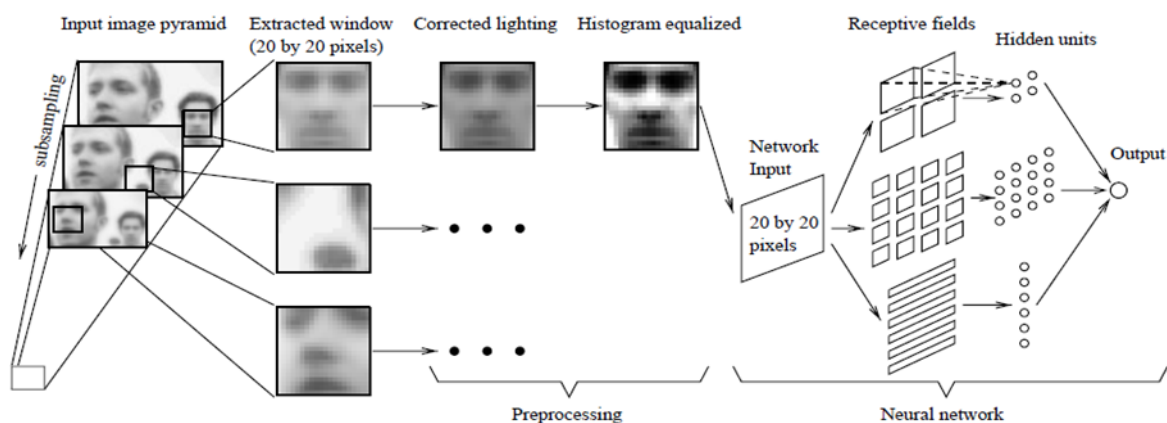 Input image pyramid
Extracted window
(20 by 20 pixels)
Corrected lighting
Histogram equalized
Receptive fields
Hidden units
subsampling
Network
Input
20 by 20
pixels
Output
Preprocessing
Neural network